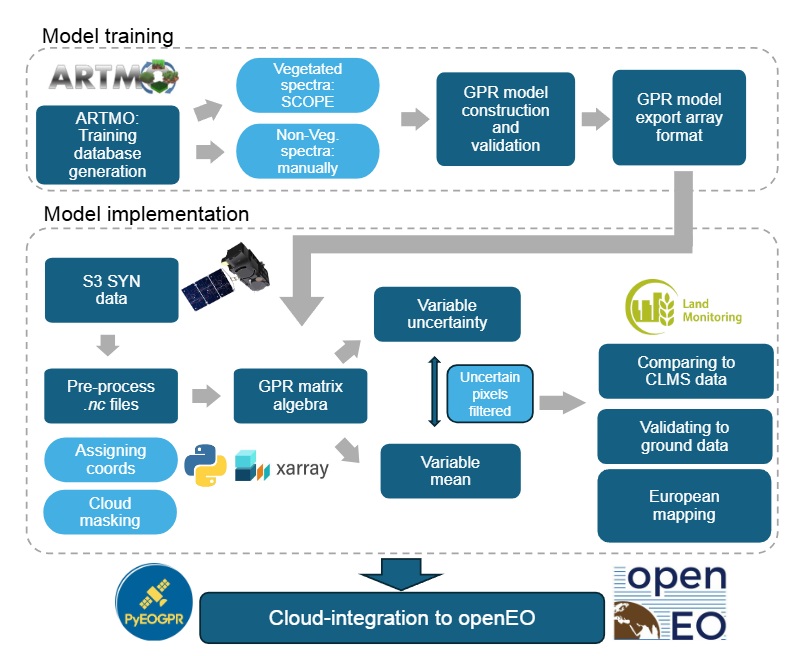 Model training
ARTMO
ARTMO:
Training
database
generation
Vegetated
spectra:
SCOPE
Non-Veg.
spectra:
manually
GPR model
construction
and
validation
GPR model
export array
format
Model implementation
S3 SYN
data
Pre-process
.nc files
Assigning
coords
Cloud
masking
xarray
GPR matrix
algebra
Variable
uncertainty
Uncertain
pixels
filtered
Variable
mean
Land
Monitoring
Comparing to
CLMS data
Validating to
ground data
European
mapping
PyEOGPR
Cloud-integration to openEO
open
EO